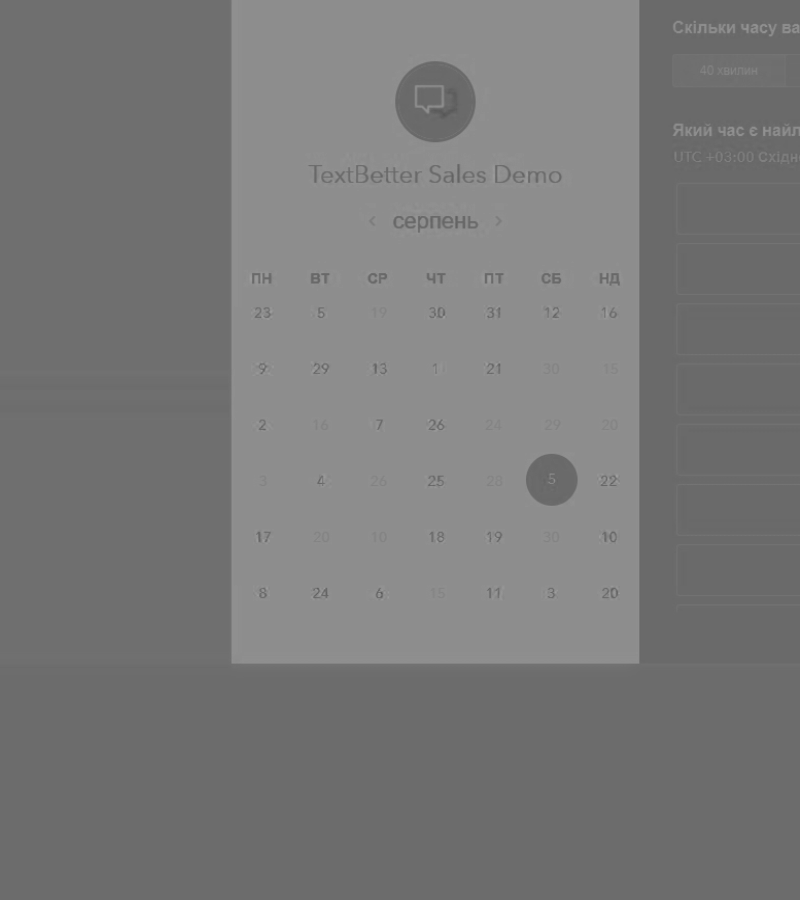 TextBetter Sales Demo
‹ серпень ›
ПН ВТ СР ЧТ ПТ СБ НД
23 5 19 30 31 12 16
9 29 13 1 21 30 15
2 16 7 26 24 29 20
3 4 26 25 28 5 22
17 20 10 18 19 30 10
8 24 6 15 11 3 20
Скільки часу ва
40 хвилин
Який час є найл
UTC +03:00 Східн